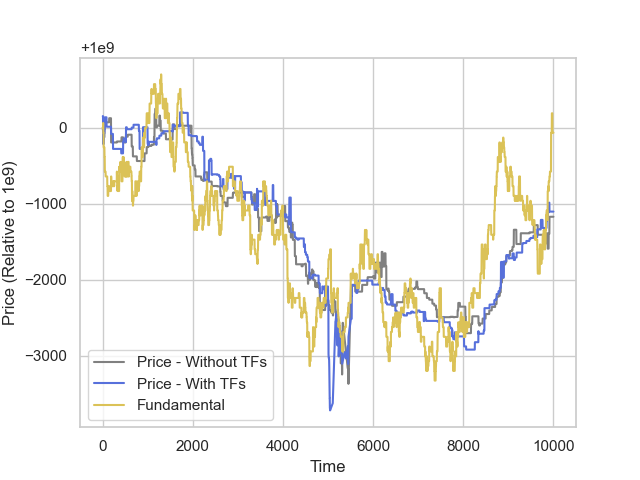 +1e9
0
−1000
−2000
−3000
Price (Relative to 1e9)
Price - Without TFs
Price - With TFs
Fundamental
0 2000 4000 6000 8000 10000
Time